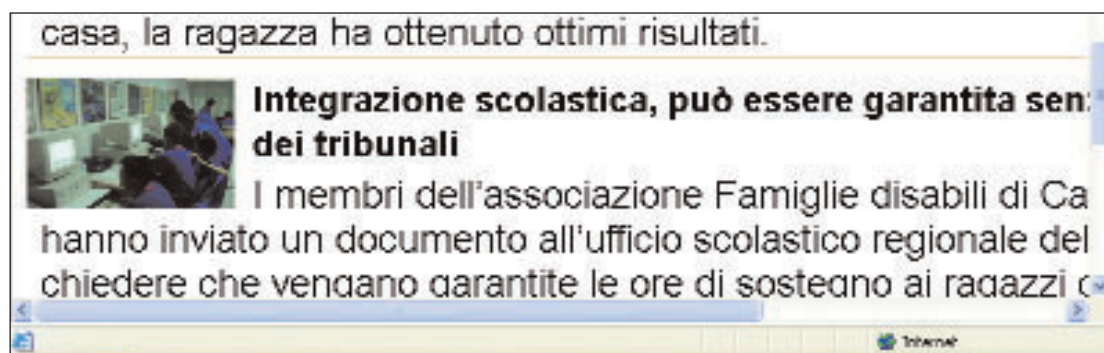 casa, la ragazza ha ottenuto ottimi risultati.
Integrazione scolastica, può essere garantita sen
dei tribunali
I membri dell'associazione Famiglie disabili di Ca
hanno inviato un documento all'ufficio scolastico regionale del
chiedere che vengano garantite le ore di sostegno ai ragazzi
Internet